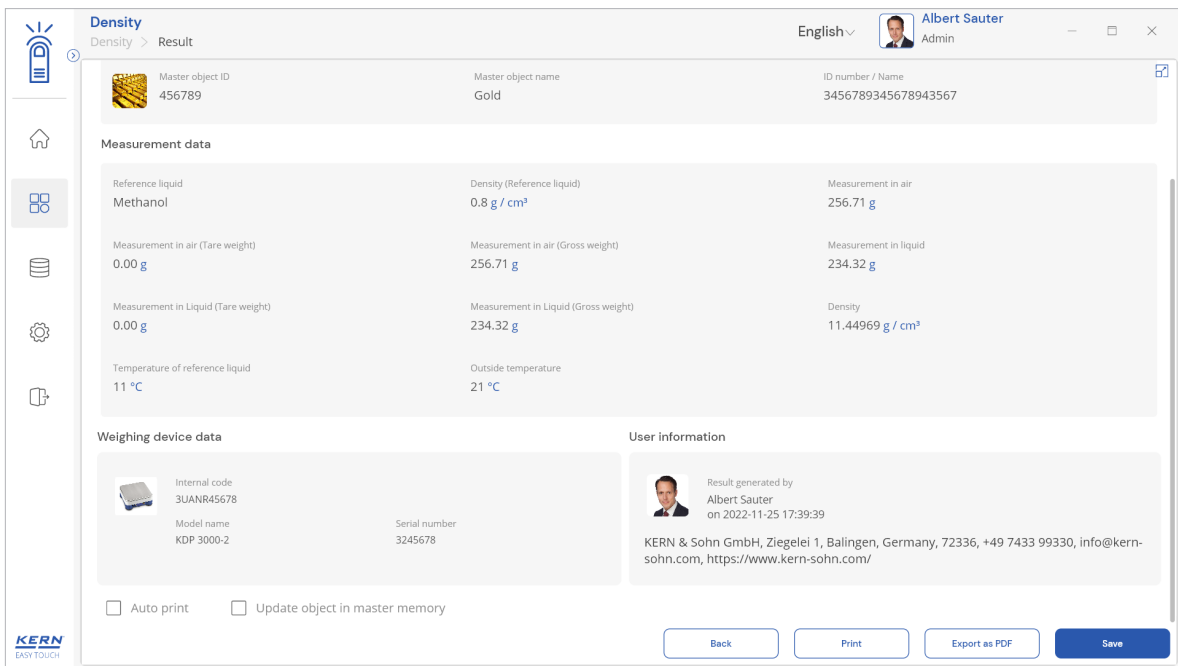 Density
English
Albert Sauter
Density > Result
Admin
Master object ID
Master object name
ID number / Name
456789
Gold
3456789345678943567
Measurement data
Reference liquid
Density (Reference liquid)
Measurement in air
Methanol
0.8 g / cm³
256.71 g
Measurement in air (Tare weight)
Measurement in air (Gross weight)
Measurement in liquid
0.00 g
256.71 g
234.32 g
Measurement in Liquid (Tare weight)
Measurement in Liquid (Gross weight)
Density
0.00 g
234.32 g
11.44969 g / cm³
Temperature of reference liquid
Outside temperature
11 °C
21 °C
Weighing device data
Internal code
3UANR45678
Model name
Serial number
KDP 3000-2
3245678
User information
Result generated by
Albert Sauter
on 2022-11-25 17:39:39
KERN & Sohn GmbH, Ziegelei 1, Balingen, Germany, 72336, +49 7433 99330, info@kern-
sohn.com, https://www.kern-sohn.com/
Auto print
Update object in master memory
Back
Print
Export as PDF
Save
KERN
EASY TOUCH